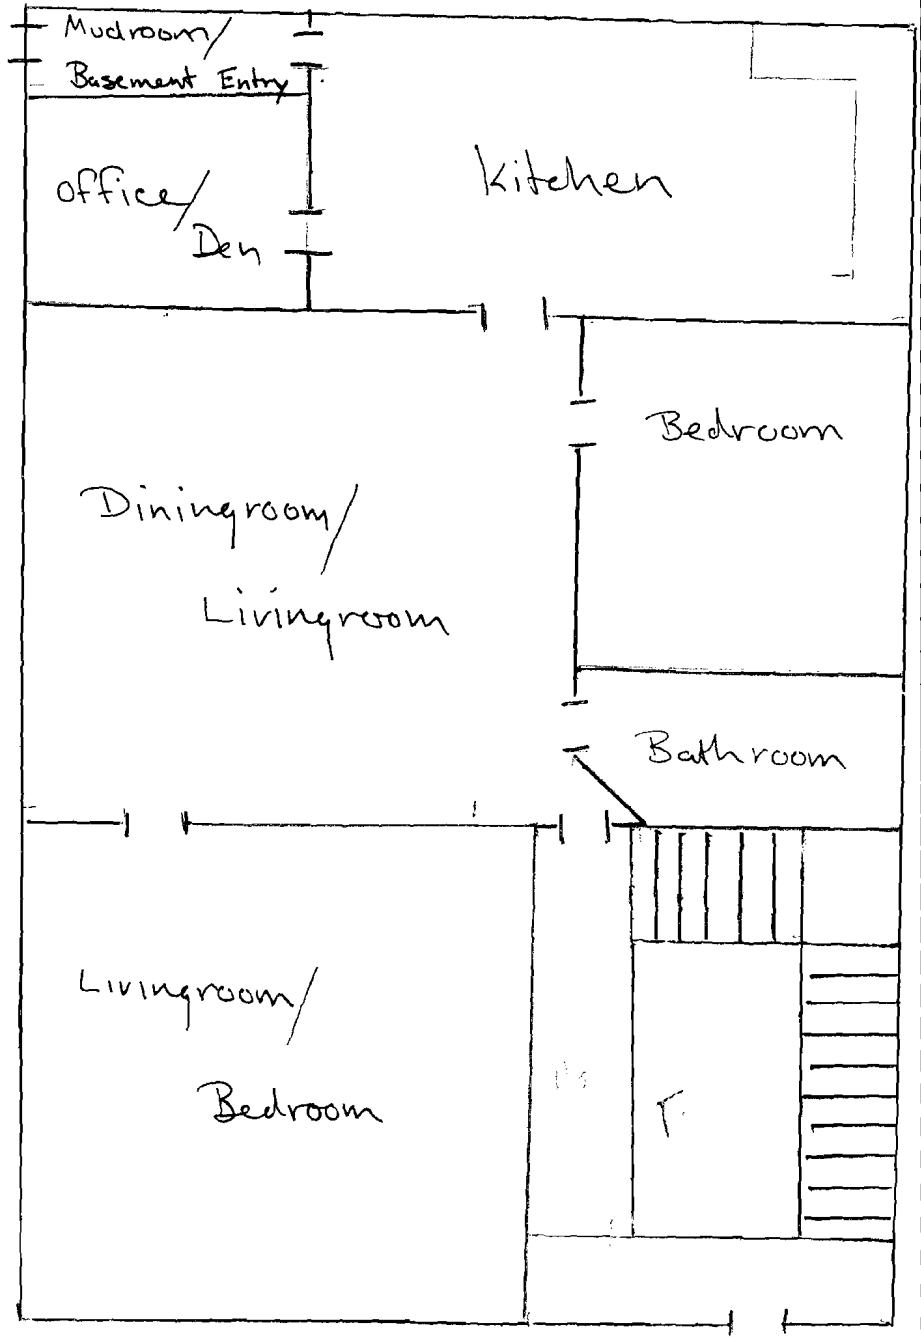 Mudroom/
Basement Entry
Office/
Den
Kitchen
Bedroom
Diningroom/
Livingroom
Bathroom
Livingroom/
Bedroom